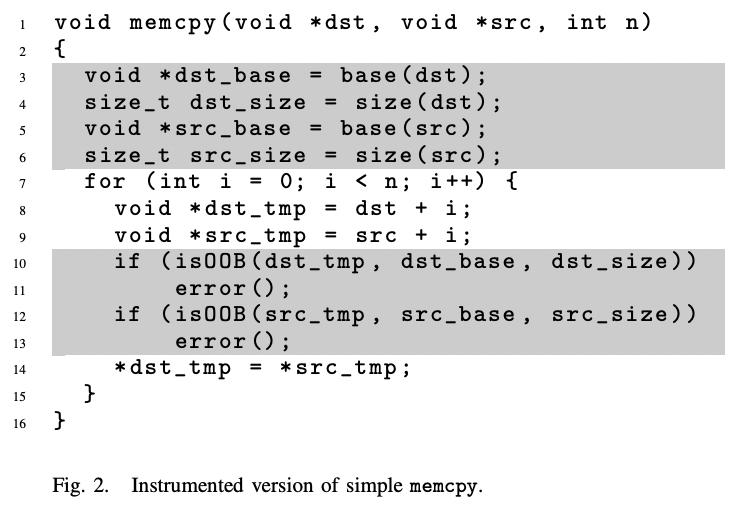 1 void memcpy(void *dst, void *src, int n)
2 {
3 void *dst_base = base(dst);
4 size_t dst_size = size(dst);
5 void *src_base = base(src);
6 size_t src_size = size(src);
7 for (int i = 0; i < n; i++) {
8 void *dst_tmp = dst + i;
9 void *src_tmp = src + i;
10 if (isOOB(dst_tmp, dst_base, dst_size))
11 error();
12 if (isOOB(src_tmp, src_base, src_size))
13 error();
14 *dst_tmp = *src_tmp;
15 }
16 }
Fig. 2. Instrumented version of simple memcpy.